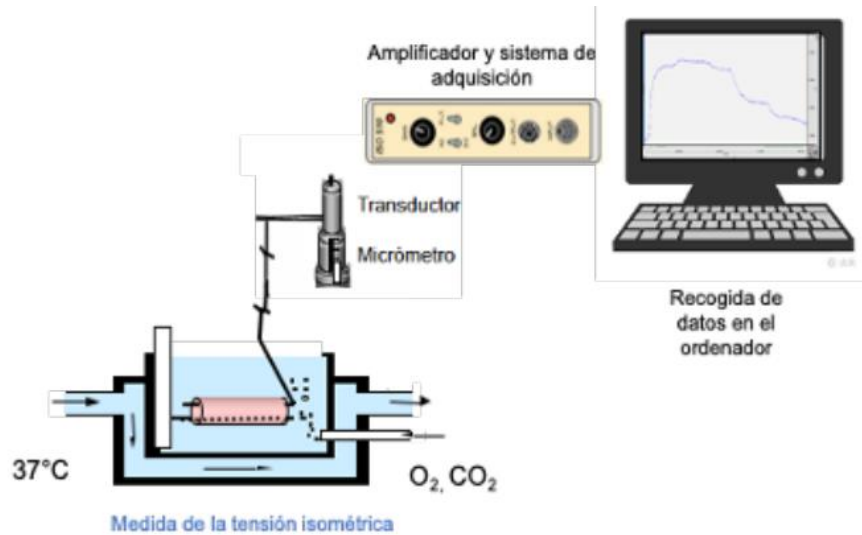 Amplificador y sistema de
adquisición
Transductor
Micrómetro
Recogida de
datos en el
ordenador
37°C
O₂, CO₂
Medida de la tensión isométrica